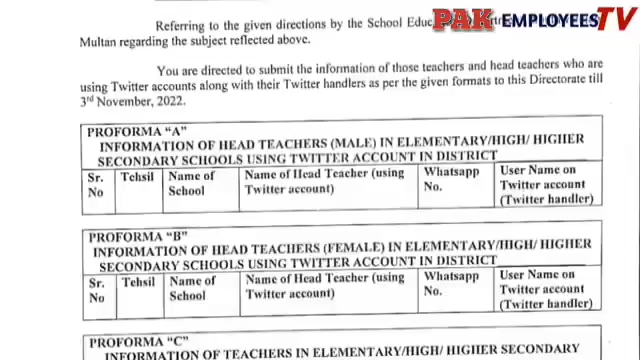 PAK EMPLOYEES TV
Referring to the given directions by the School
Multan regarding the subject reflected above.
You are directed to submit the information of those teachers and head teachers who are
using Twitter accounts along with their Twitter handlers as per the given formats to this Directorate till
3rd November, 2022.
PROFORMA "A"
INFORMATION OF HEAD TEACHERS (MALE) IN ELEMENTARY/HIGH/ HIGHER
SECONDARY SCHOOLS USING TWITTER ACCOUNT IN DISTRICT
Sr. No
Tehsil
Name of School
Name of Head Teacher (using Twitter account)
Whatsapp No.
User Name on Twitter account (Twitter handler)
PROFORMA "B"
INFORMATION OF HEAD TEACHERS (FEMALE) IN ELEMENTARY/HIGH/ HIGHER
SECONDARY SCHOOLS USING TWITTER ACCOUNT IN DISTRICT
Sr. No
Tehsil
Name of School
Name of Head Teacher (using Twitter account)
Whatsapp No.
User Name on Twitter account (Twitter handler)
PROFORMA "C"
INFORMATION OF TEACHERS IN ELEMENTARY/HIGH/ HIGHER SECONDARY